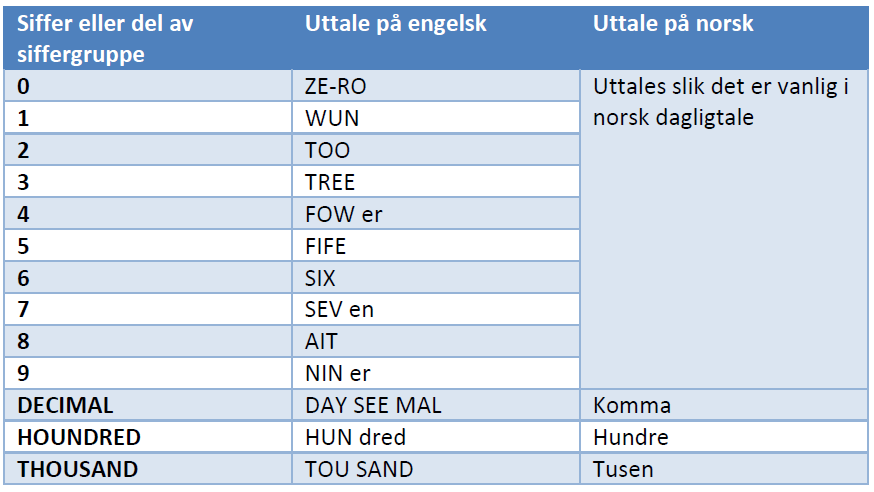 Siffer eller del av siffergruppe Uttale på engelsk Uttale på norsk
0 ZE-RO Uttales slik det er vanlig i norsk dagligtale
1 WUN
2 TOO
3 TREE
4 FOW er
5 FIFE
6 SIX
7 SEV en
8 AIT
9 NIN er
DECIMAL DAY SEE MAL Komma
HOUNDRED HUN dred Hundre
THOUSAND TOU SAND Tusen